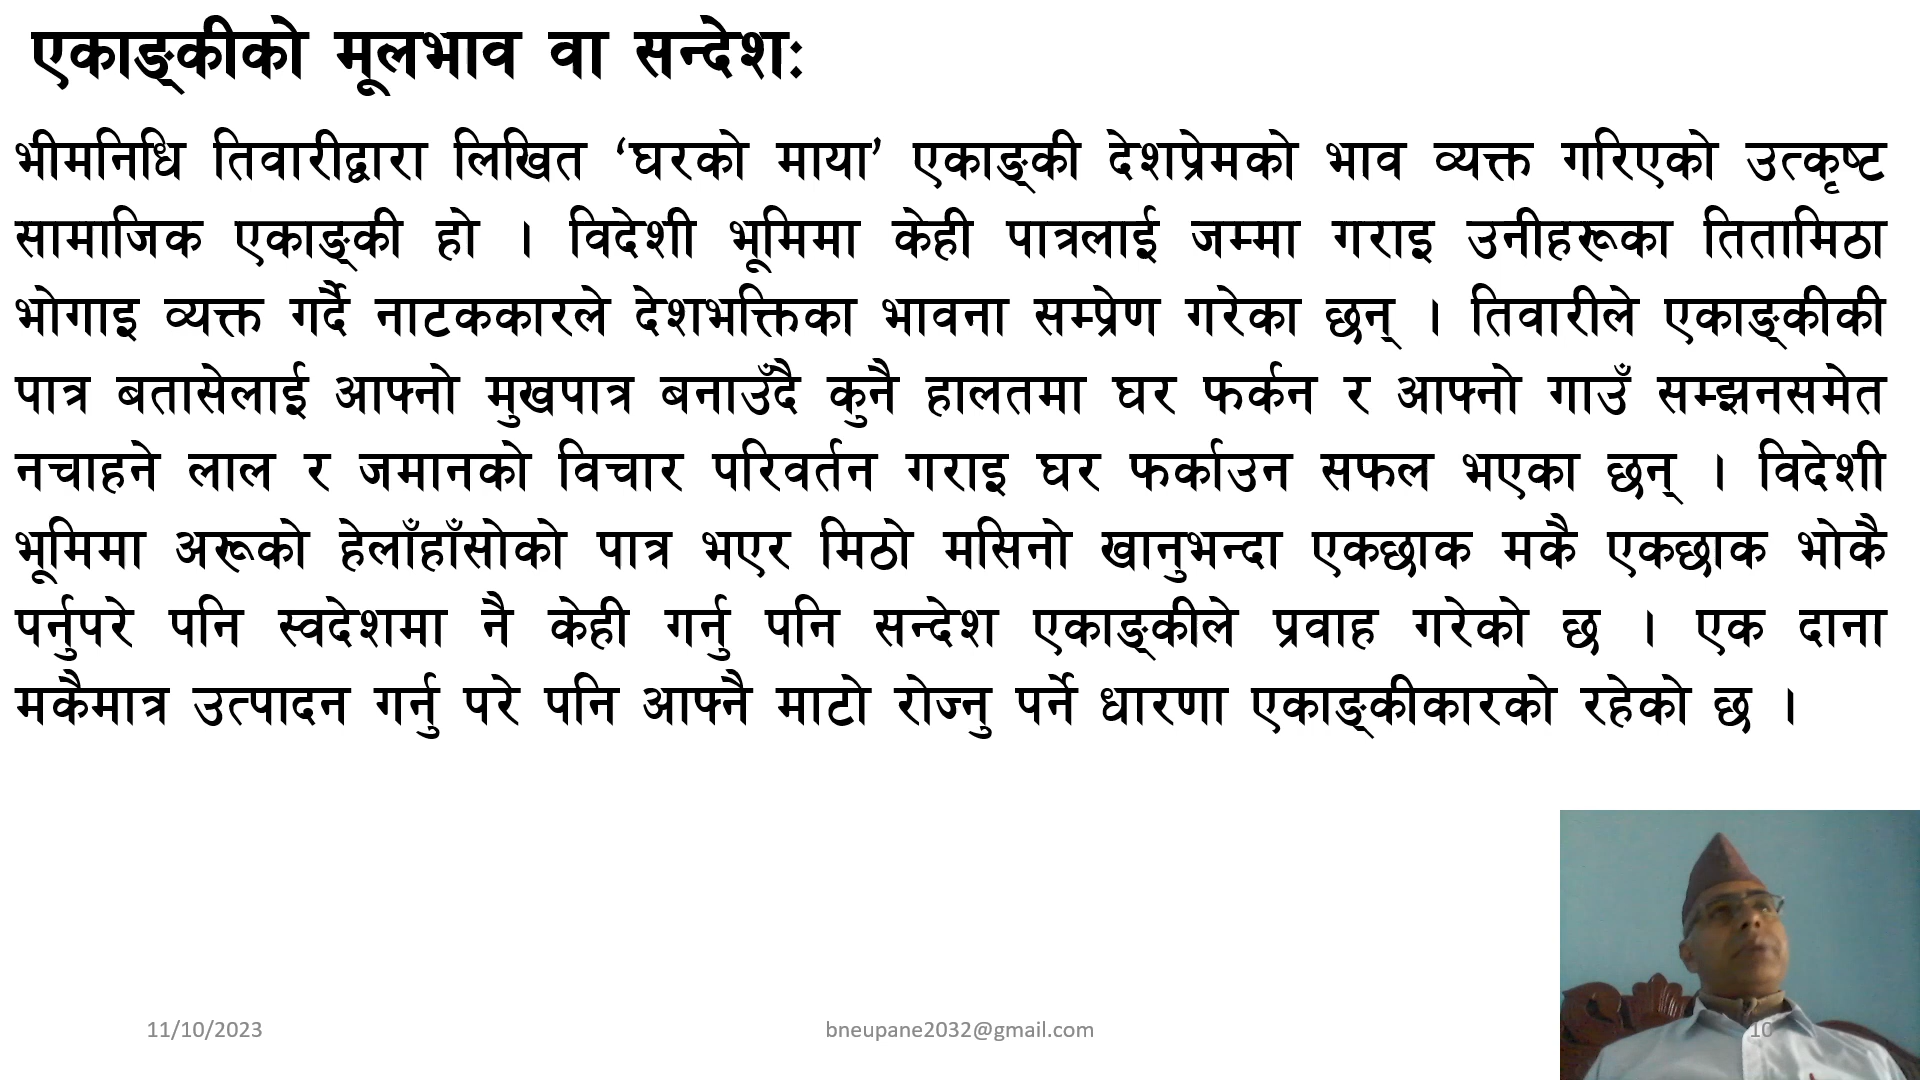 एकाङ्कीको मूलभाव वा सन्देशः
भीमनिधि तिवारीद्वारा लिखित ‘घरको माया’ एकाङ्की देशप्रेमको भाव व्यक्त गरिएको उत्कृष्ट
सामाजिक एकाङ्की हो । विदेशी भूमिमा केही पात्रलाई जम्मा गराइ उनीहरूका तितामिठा
भोगाइ व्यक्त गर्दै नाटककारले देशभक्तिका भावना सम्प्रेण गरेका छन् । तिवारीले एकाङ्कीकी
पात्र बतासेलाई आफ्नो मुखपात्र बनाउँदै कुनै हालतमा घर फर्कन र आफ्नो गाउँ सम्झनसमेत
नचाहने लाल र जमानको विचार परिवर्तन गराइ घर फर्काउन सफल भएका छन् । विदेशी
भूमिमा अरूको हेलाँहाँसोको पात्र भएर मिठो मसिनो खानुभन्दा एकछाक मकै एकछाक भोकै
पर्नुपरे पनि स्वदेशमा नै केही गर्नु पनि सन्देश एकाङ्कीले प्रवाह गरेको छ । एक दाना
मकैमात्र उत्पादन गर्नु परे पनि आफ्नै माटो रोज्नु पर्ने धारणा एकाङ्कीकारको रहेको छ ।
11/10/2023
bneupane2032@gmail.com
10